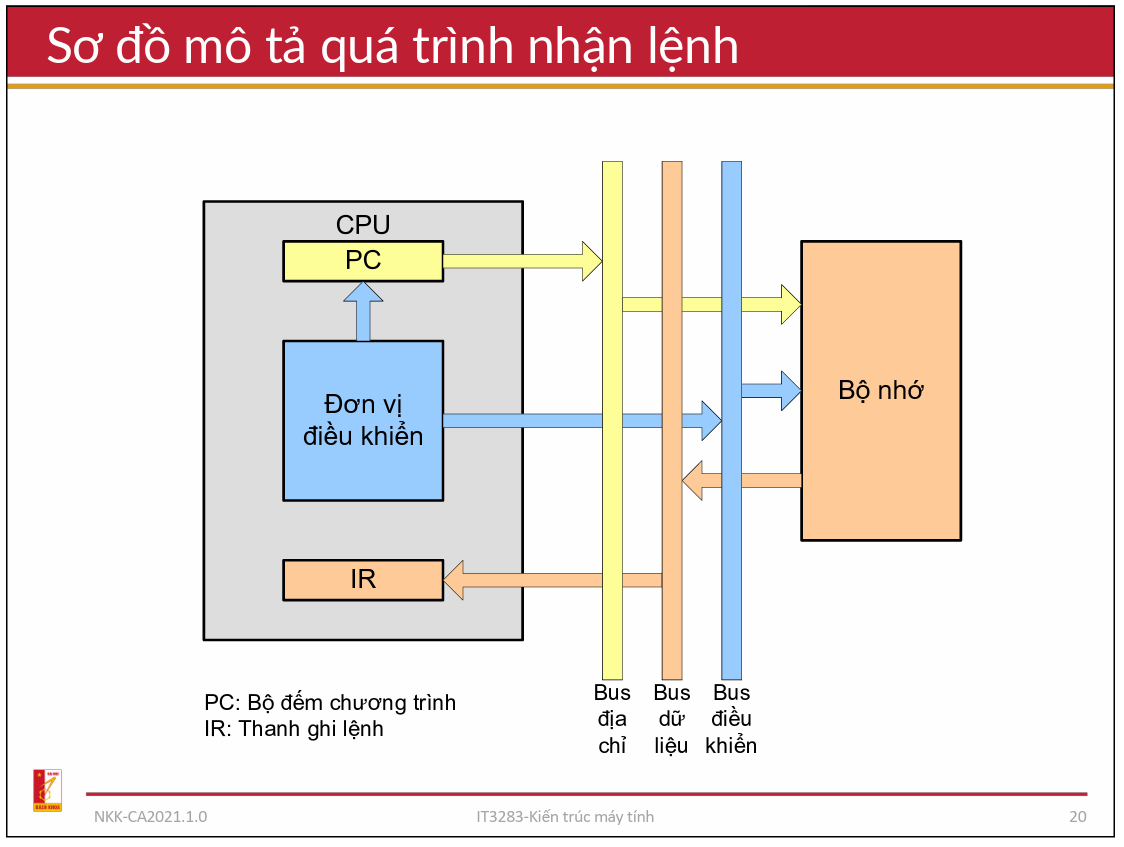 Sơ đồ mô tả quá trình nhận lệnh
CPU
PC
Đơn vị
điều khiển
IR
Bộ nhớ
PC: Bộ đếm chương trình
IR: Thanh ghi lệnh
Bus
địa
chỉ
Bus
dữ
liệu
Bus
điều
khiển
BÁCH KHOA
NKK-CA2021.1.0
IT3283-Kiến trúc máy tính
20